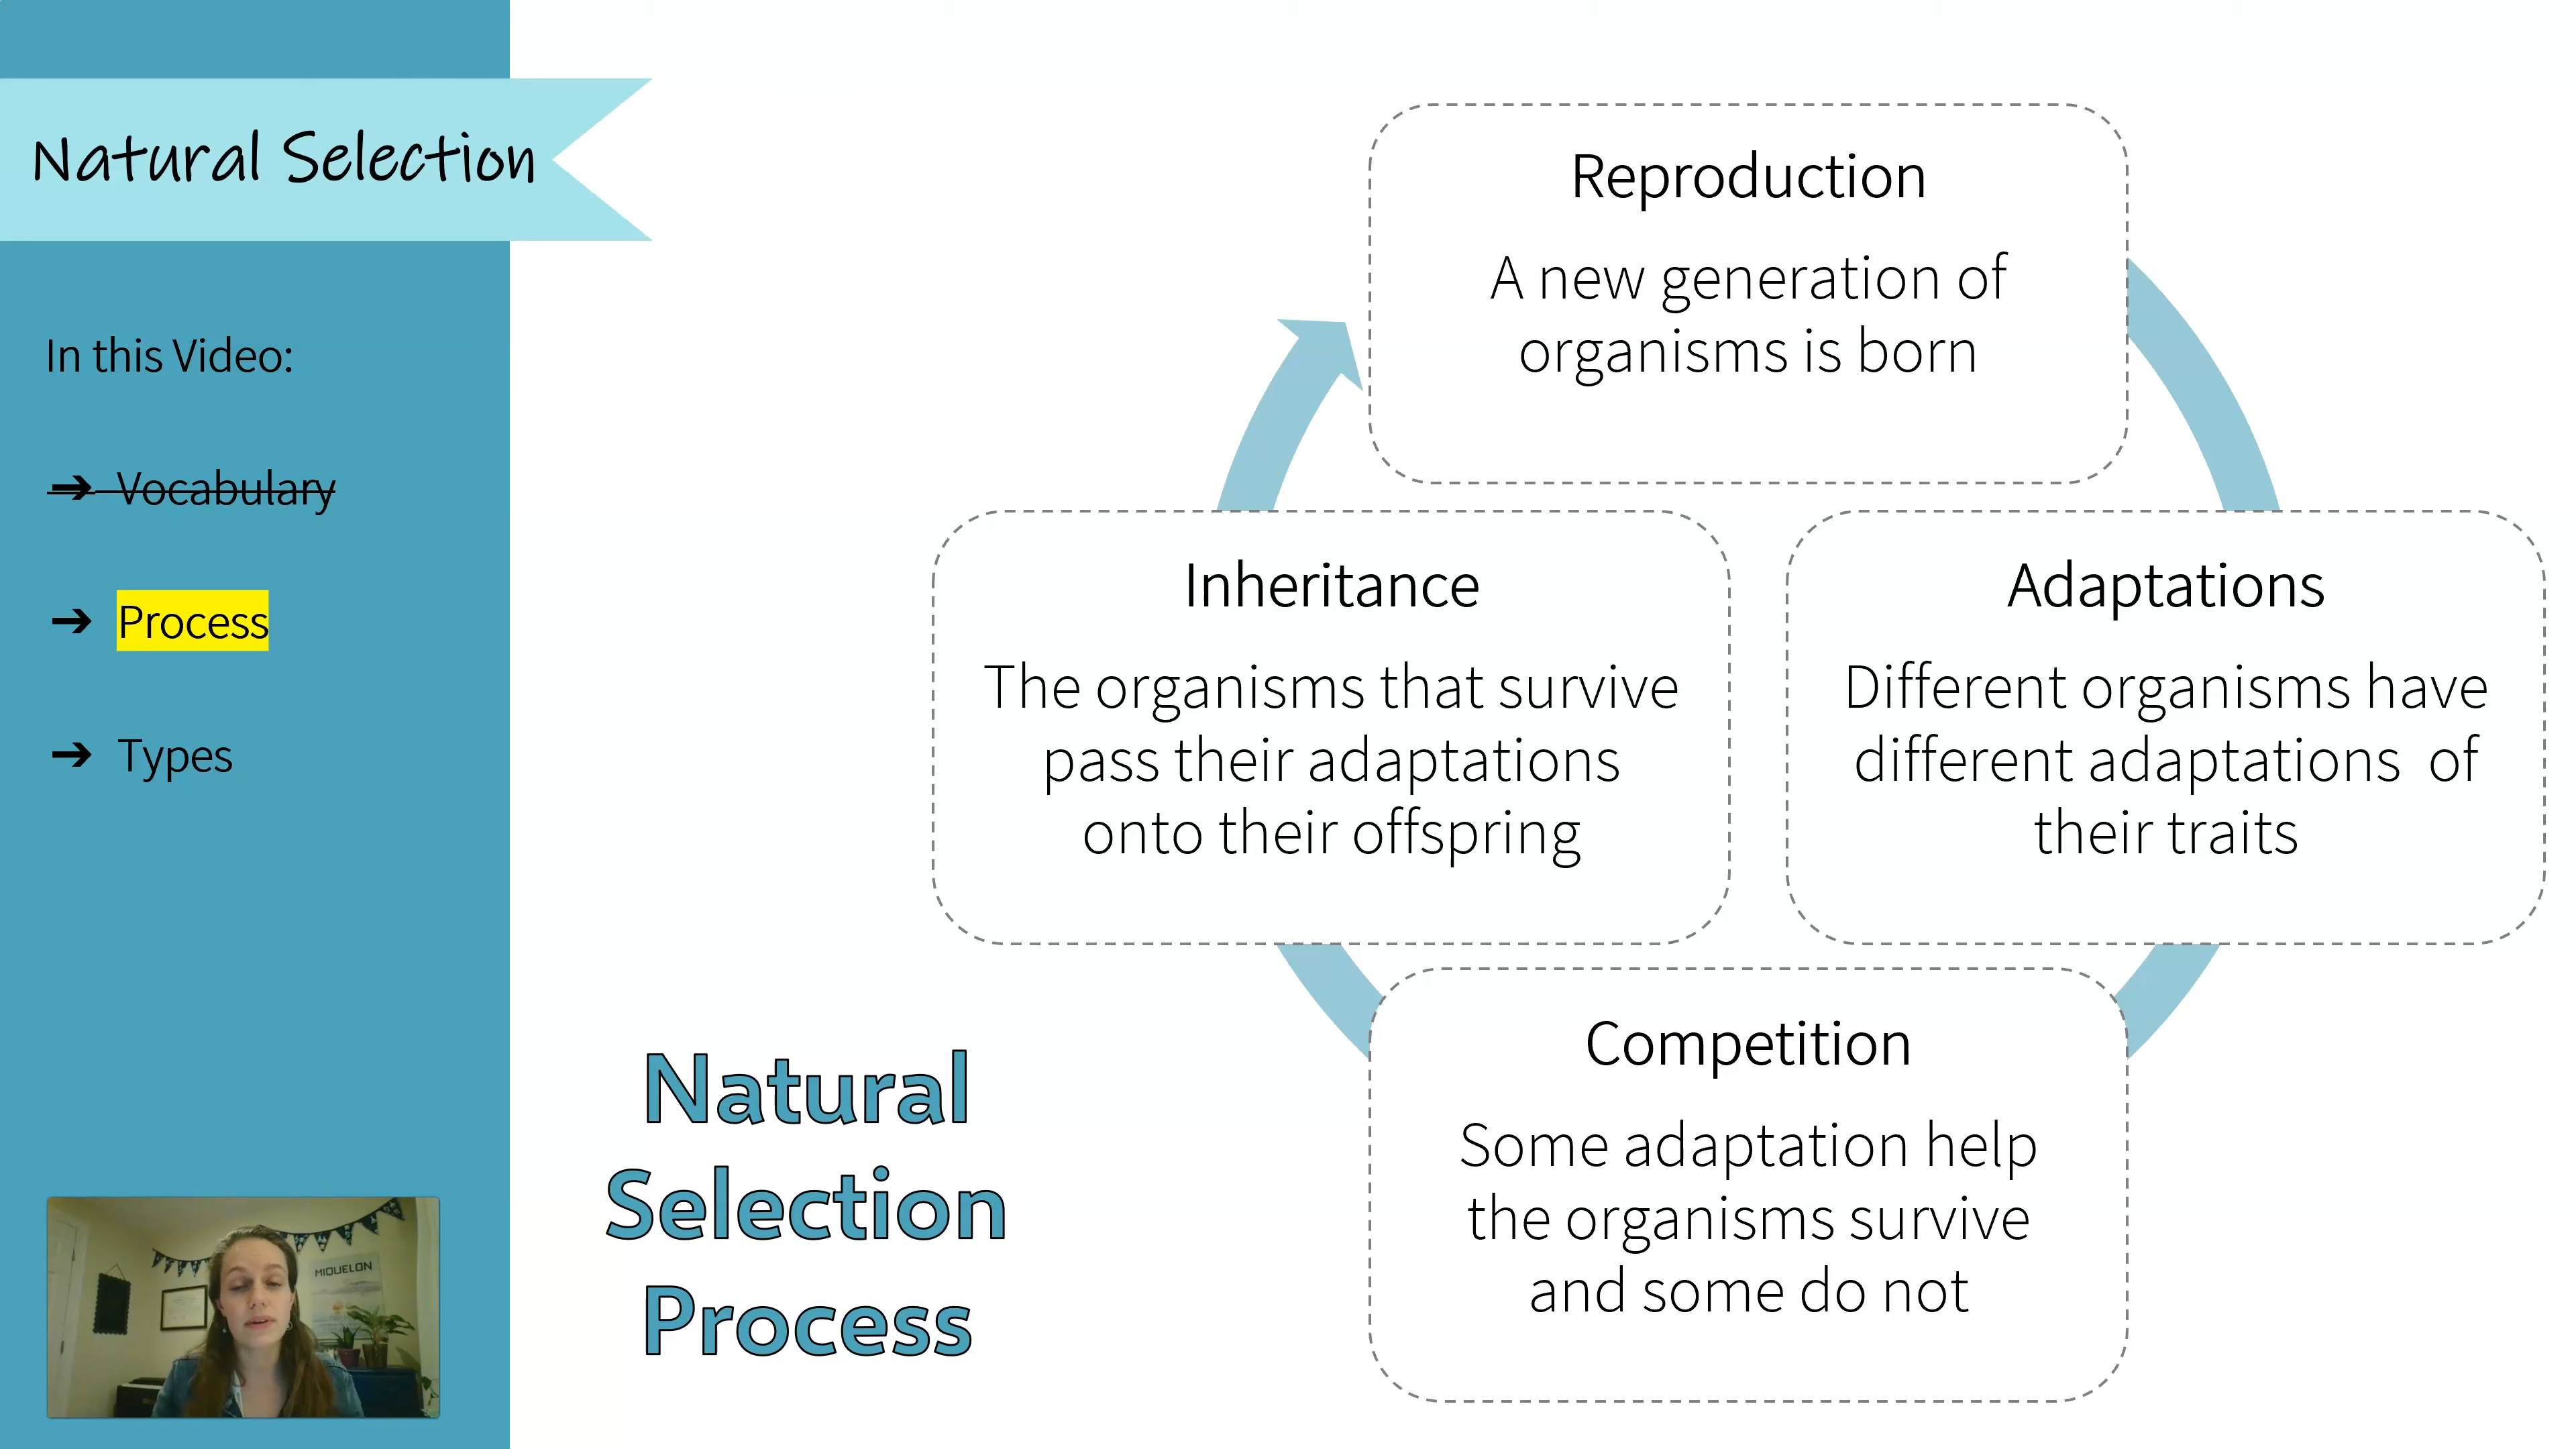 Natural Selection
In this Video:
➔ Vocabulary
➔ Process
➔ Types
MIQUELON
Natural
Selection
Process
Reproduction
A new generation of
organisms is born
Inheritance
The organisms that survive
pass their adaptations
onto their offspring
Adaptations
Different organisms have
different adaptations of
their traits
Competition
Some adaptation help
the organisms survive
and some do not